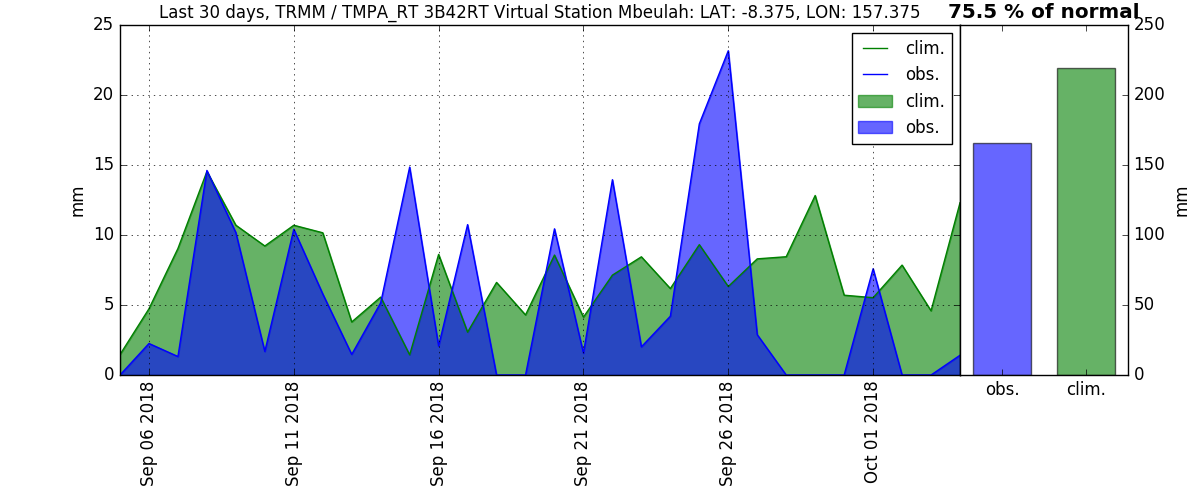 Last 30 days, TRMM / TMPA_RT 3B42RT Virtual Station Mbeulah: LAT: -8.375, LON: 157.375
75.5 % of normal
25
20
15
10
5
0
mm
clim.
obs.
clim.
obs.
Sep 06 2018
Sep 11 2018
Sep 16 2018
Sep 21 2018
Sep 26 2018
Oct 01 2018
250
200
150
100
50
0
mm
obs.
clim.